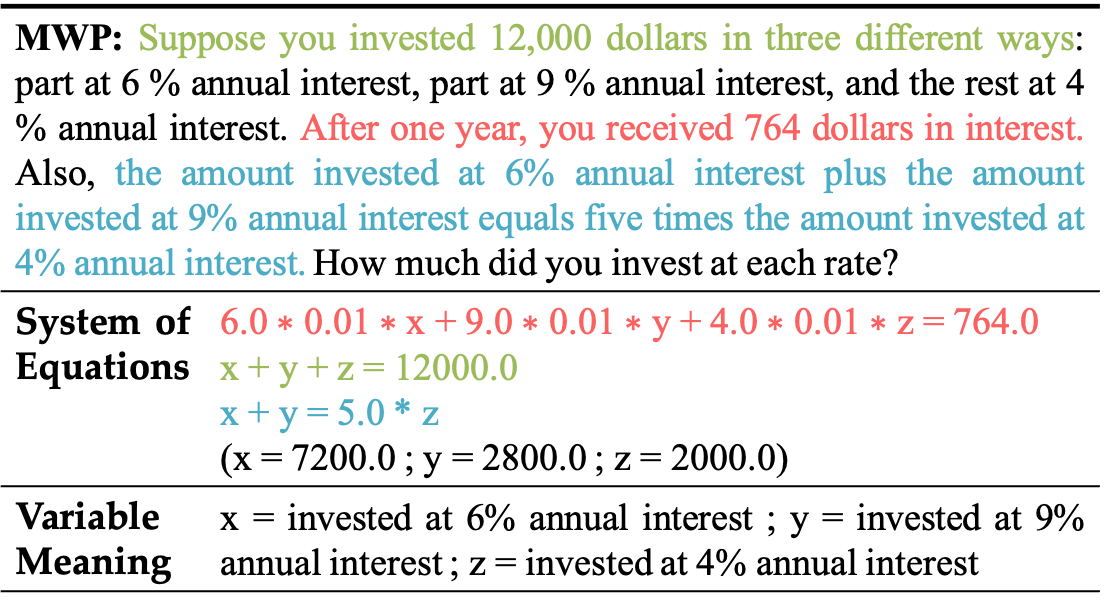 MWP: Suppose you invested 12,000 dollars in three different ways:
part at 6 % annual interest, part at 9 % annual interest, and the rest at 4
% annual interest. After one year, you received 764 dollars in interest.
Also, the amount invested at 6% annual interest plus the amount
invested at 9% annual interest equals five times the amount invested at
4% annual interest. How much did you invest at each rate?
System of 6.0 * 0.01 * x + 9.0 * 0.01 * y + 4.0 * 0.01 * z = 764.0
Equations x + y + z = 12000.0
x + y = 5.0 * z
(x = 7200.0 ; y = 2800.0 ; z = 2000.0)
Variable x = invested at 6% annual interest ; y = invested at 9%
Meaning annual interest ; z = invested at 4% annual interest